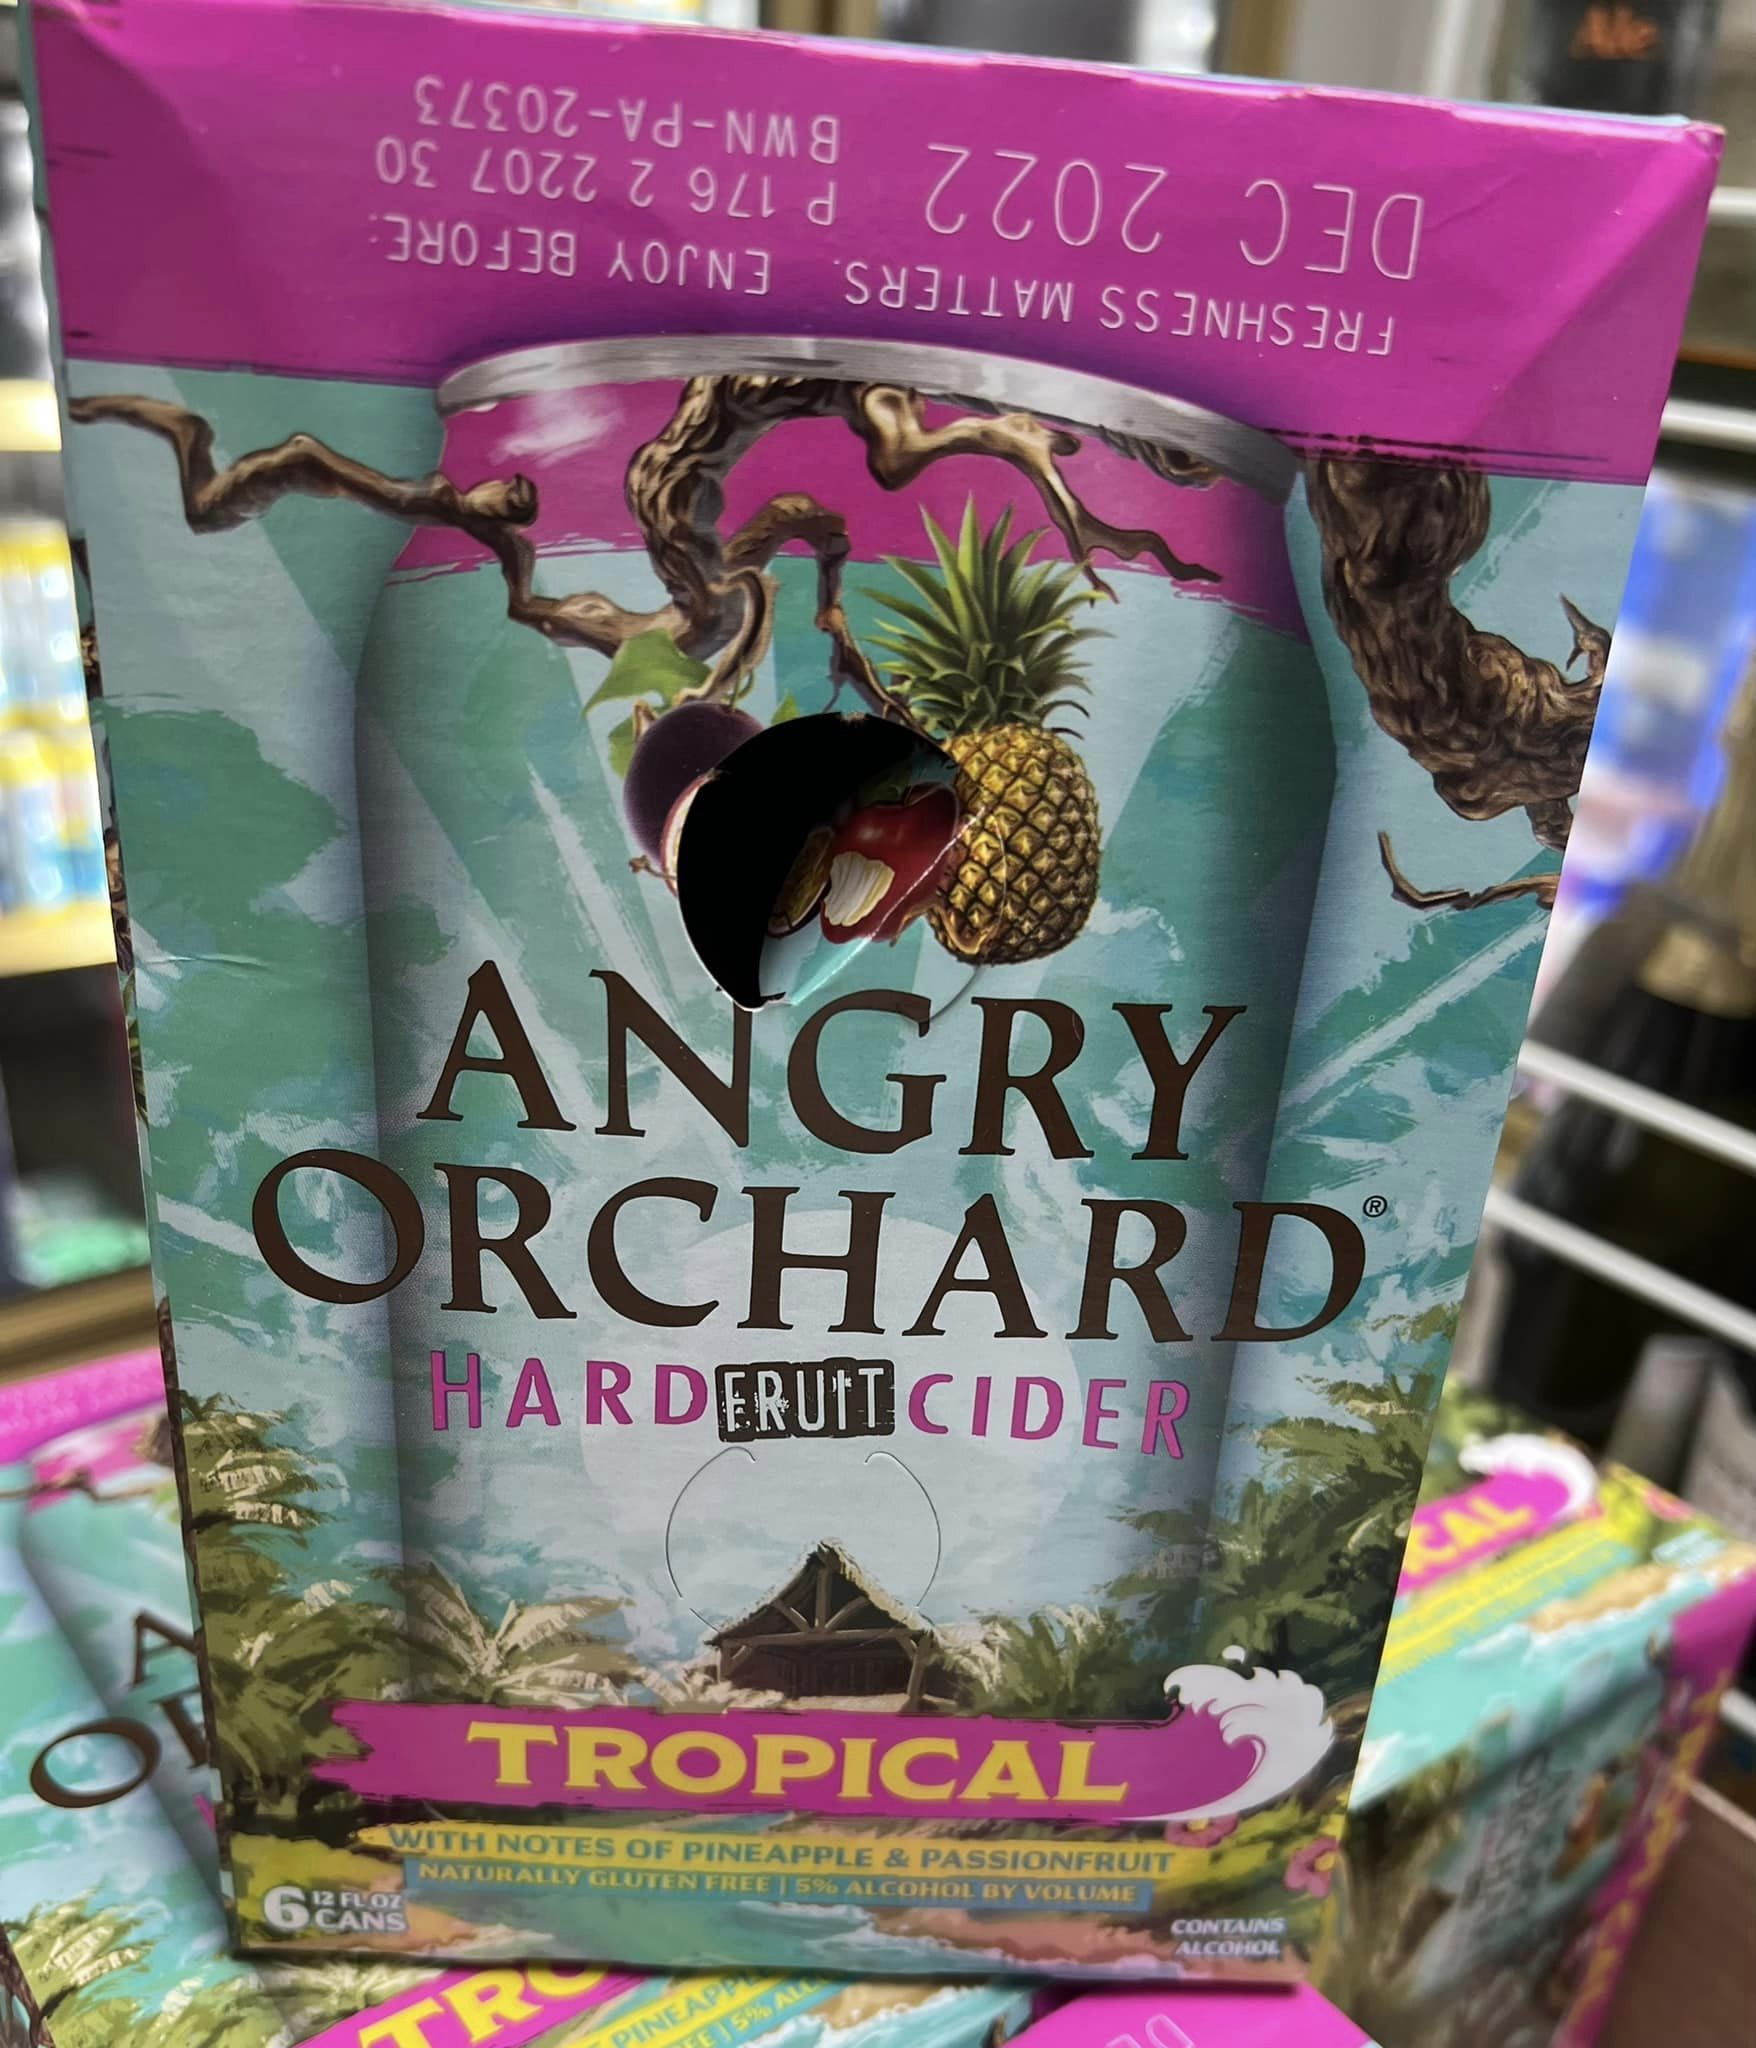 Ale
FRESHNESS MATTERS. ENJOY BEFORE:
DEC 2022
P 176 2 2207 30
BWN-PA-20373
ANGRY
ORCHARD®
HARD FRUIT CIDER
TROPICAL
WITH NOTES OF PINEAPPLE & PASSIONFRUIT
NATURALLY GLUTEN FREE | 5% ALCOHOL BY VOLUME
6 12 FL OZ
CANS
CONTAINS
ALCOHOL